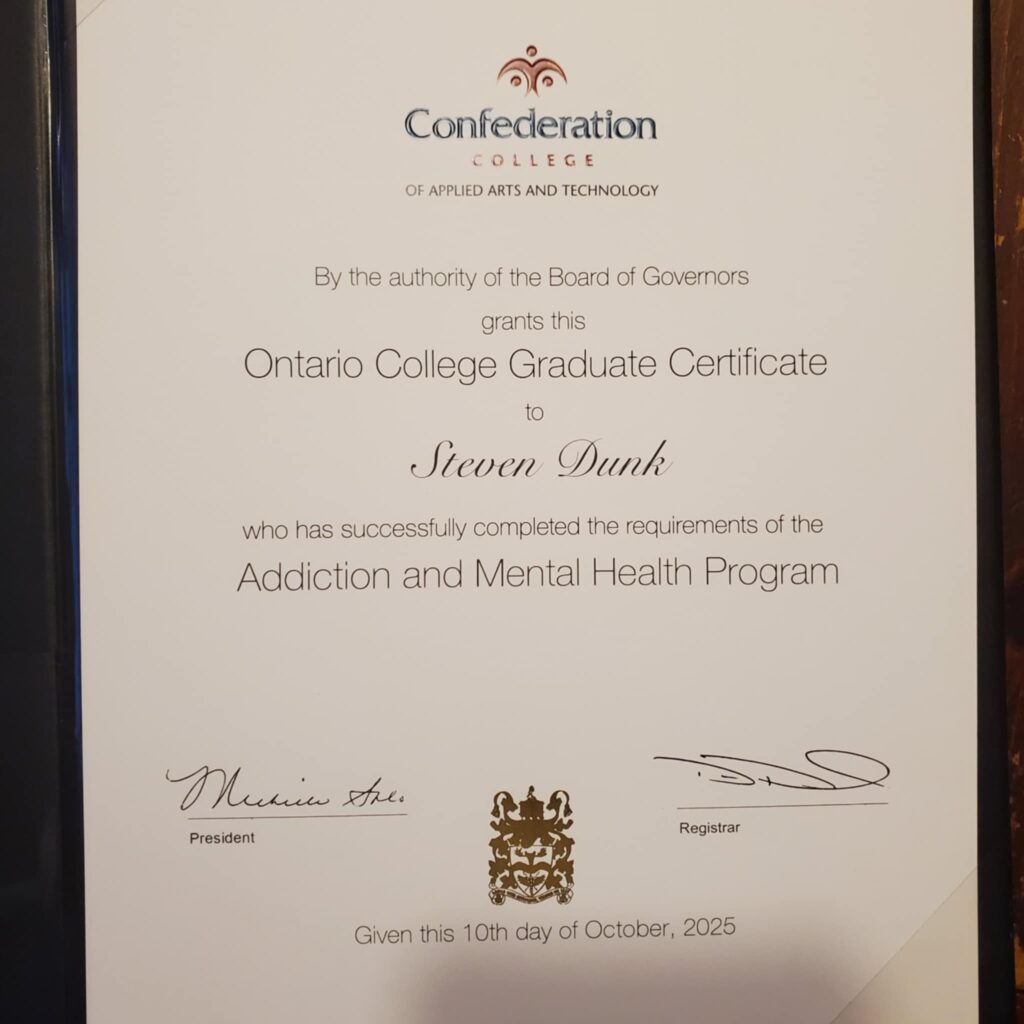 Confederation
COLLEGE
OF APPLIED ARTS AND TECHNOLOGY
By the authority of the Board of Governors
grants this
Ontario College Graduate Certificate
to
Steven Dunk
who has successfully completed the requirements of the
Addiction and Mental Health Program
President
Registrar
Given this 10th day of October, 2025